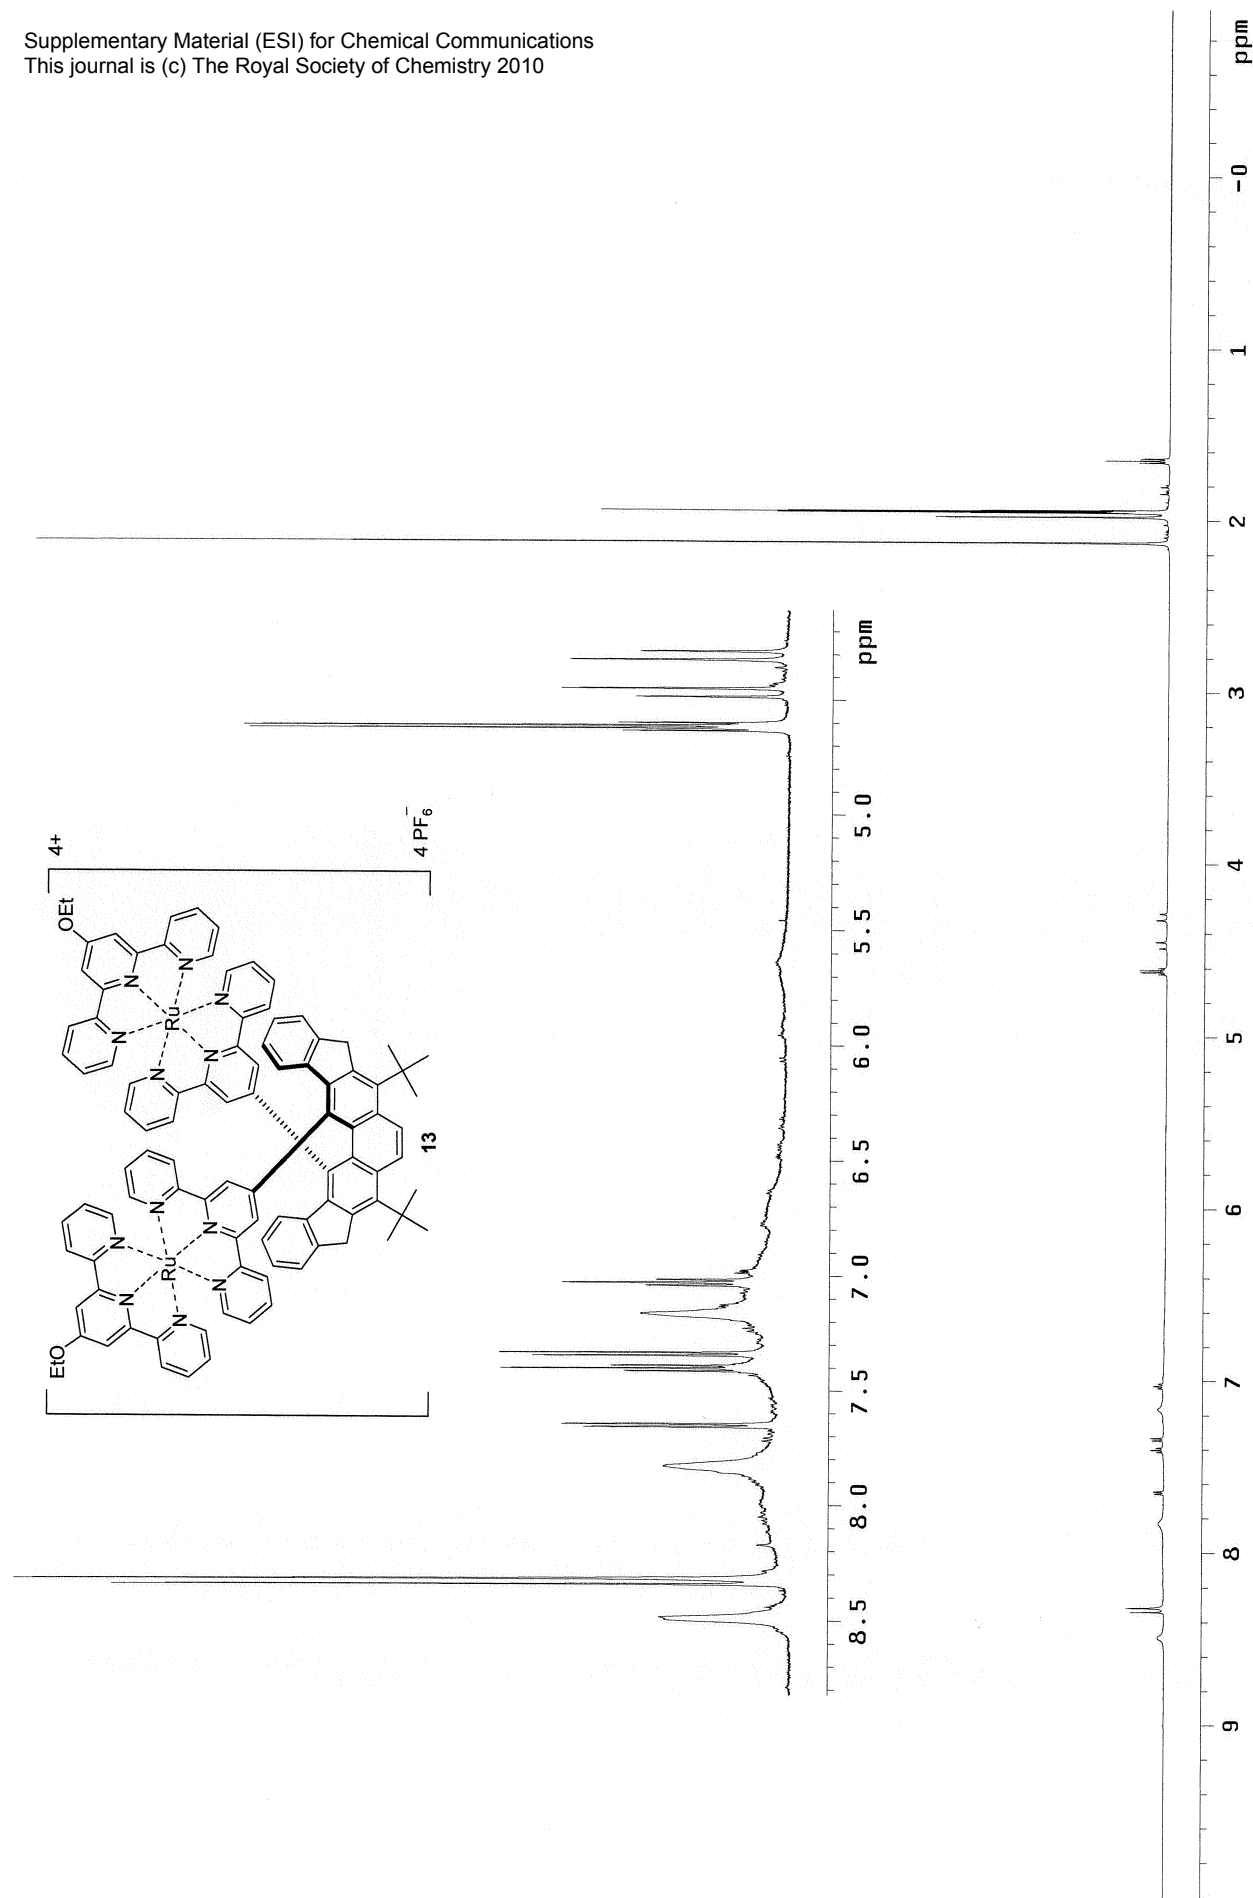 Supplementary Material (ESI) for Chemical Communications
This journal is (c) The Royal Society of Chemistry 2010
4+
4 PF6−
EtO
OEt
N
N
N
Ru
N
N
N
N
N
N
Ru
N
N
N
13
8.5 8.0 7.5 7.0 6.5 6.0 5.5 5.0 ppm
9 8 7 6 5 4 3 2 1 -0 ppm